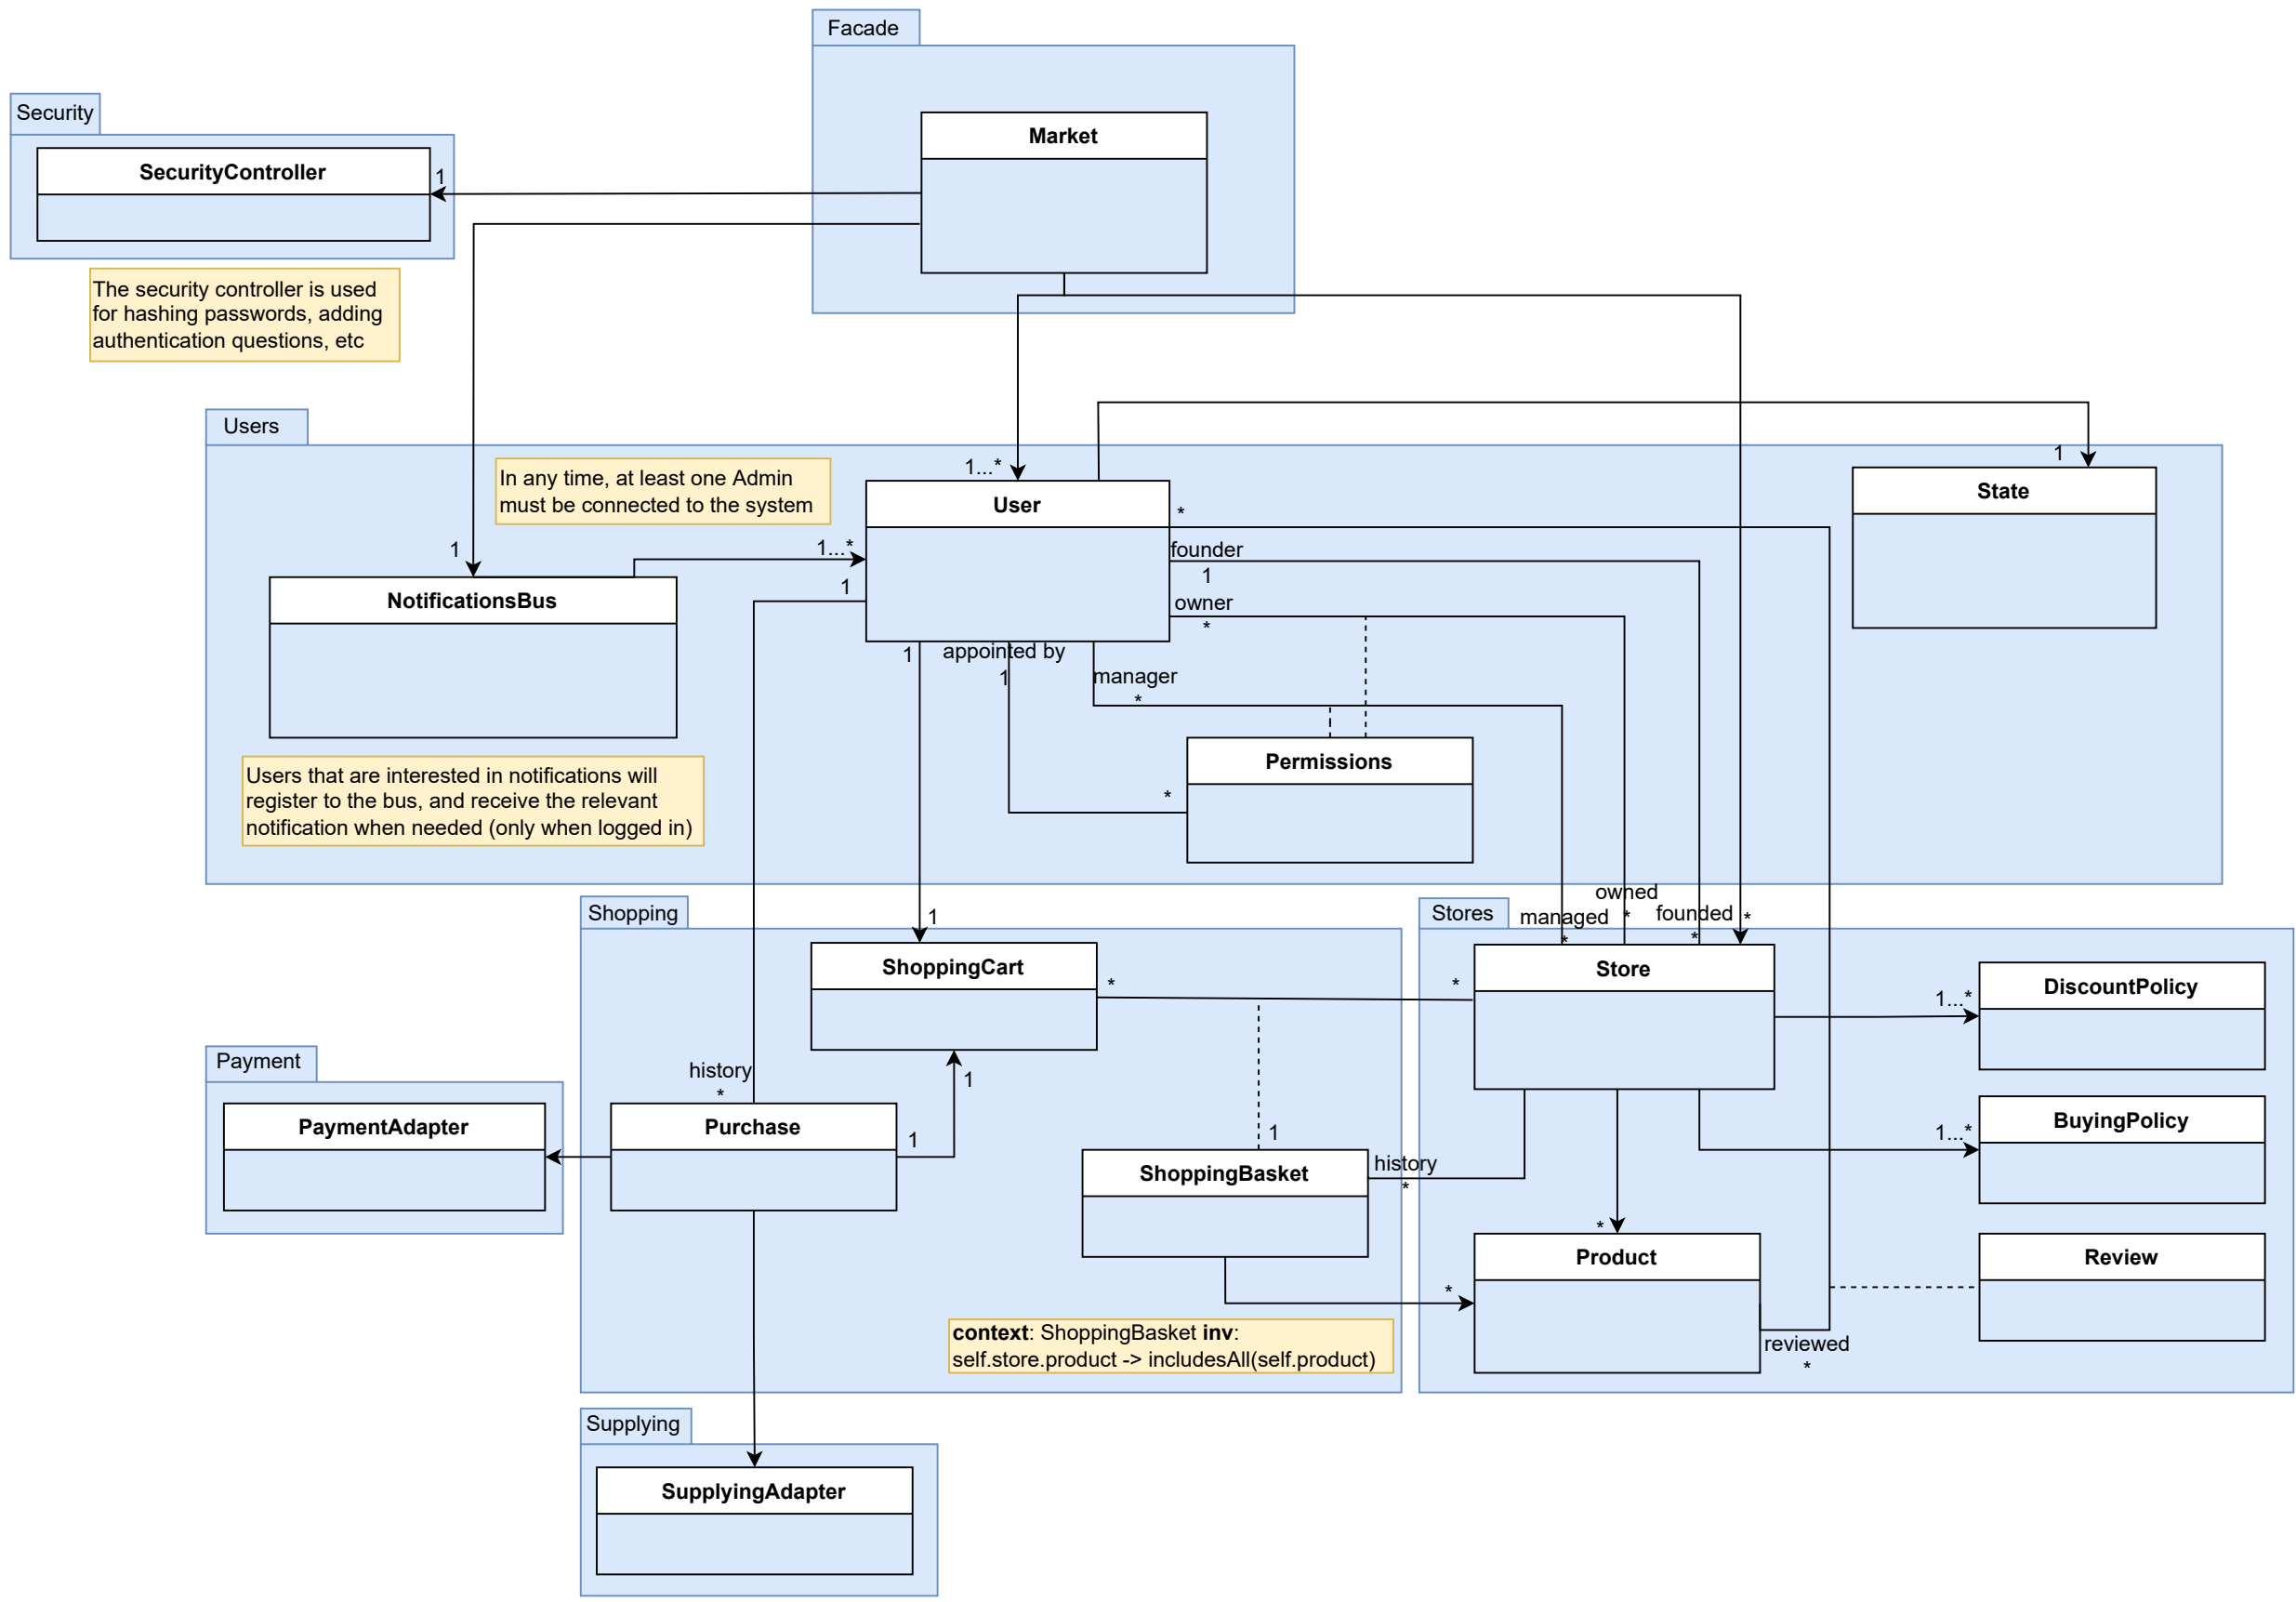 Facade
Market
Security
SecurityController
1
The security controller is used
for hashing passwords, adding
authentication questions, etc
Users
In any time, at least one Admin
must be connected to the system
1...*
User
*
1
State
1
NotificationsBus
1...*
1
founder
1
owner
*
1
appointed by
1
manager
*
Permissions
*
Users that are interested in notifications will
register to the bus, and receive the relevant
notification when needed (only when logged in)
Shopping
1
ShoppingCart
*
Stores
owned
*
managed
*
founded
*
*
*
Store
1...*
DiscountPolicy
Payment
PaymentAdapter
history
*
Purchase
1
1
1
ShoppingBasket
history
*
1...*
BuyingPolicy
*
Product
*
Review
reviewed
*
context: ShoppingBasket inv:
self.store.product -> includesAll(self.product)
Supplying
SupplyingAdapter